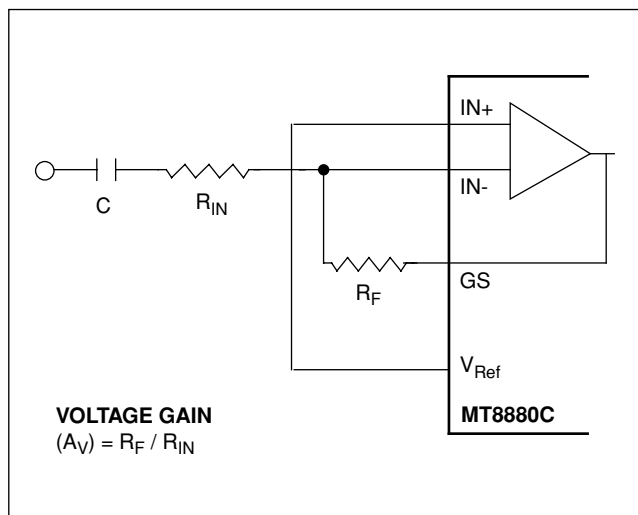 IN+
IN-
C
R_IN
R_F
GS
V_Ref
VOLTAGE GAIN
(A_V) = R_F / R_IN
MT8880C